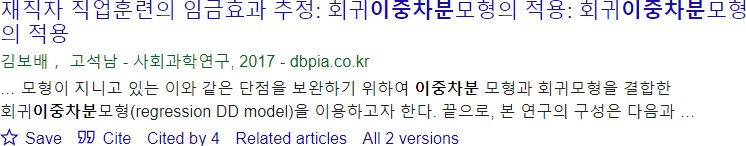 재직자 직업훈련의 임금효과 추정: 회귀이중차분모형의 적용: 회귀이중차분모형
의 적용
김보배, 고석남 - 사회과학연구, 2017 - dbpia.co.kr
... 모형이 지니고 있는 이와 같은 단점을 보완하기 위하여 이중차분 모형과 회귀모형을 결합한
회귀이중차분모형(regression DD model)을 이용하고자 한다. 끝으로, 본 연구의 구성은 다음과 ...
Save Cite Cited by 4 Related articles All 2 versions